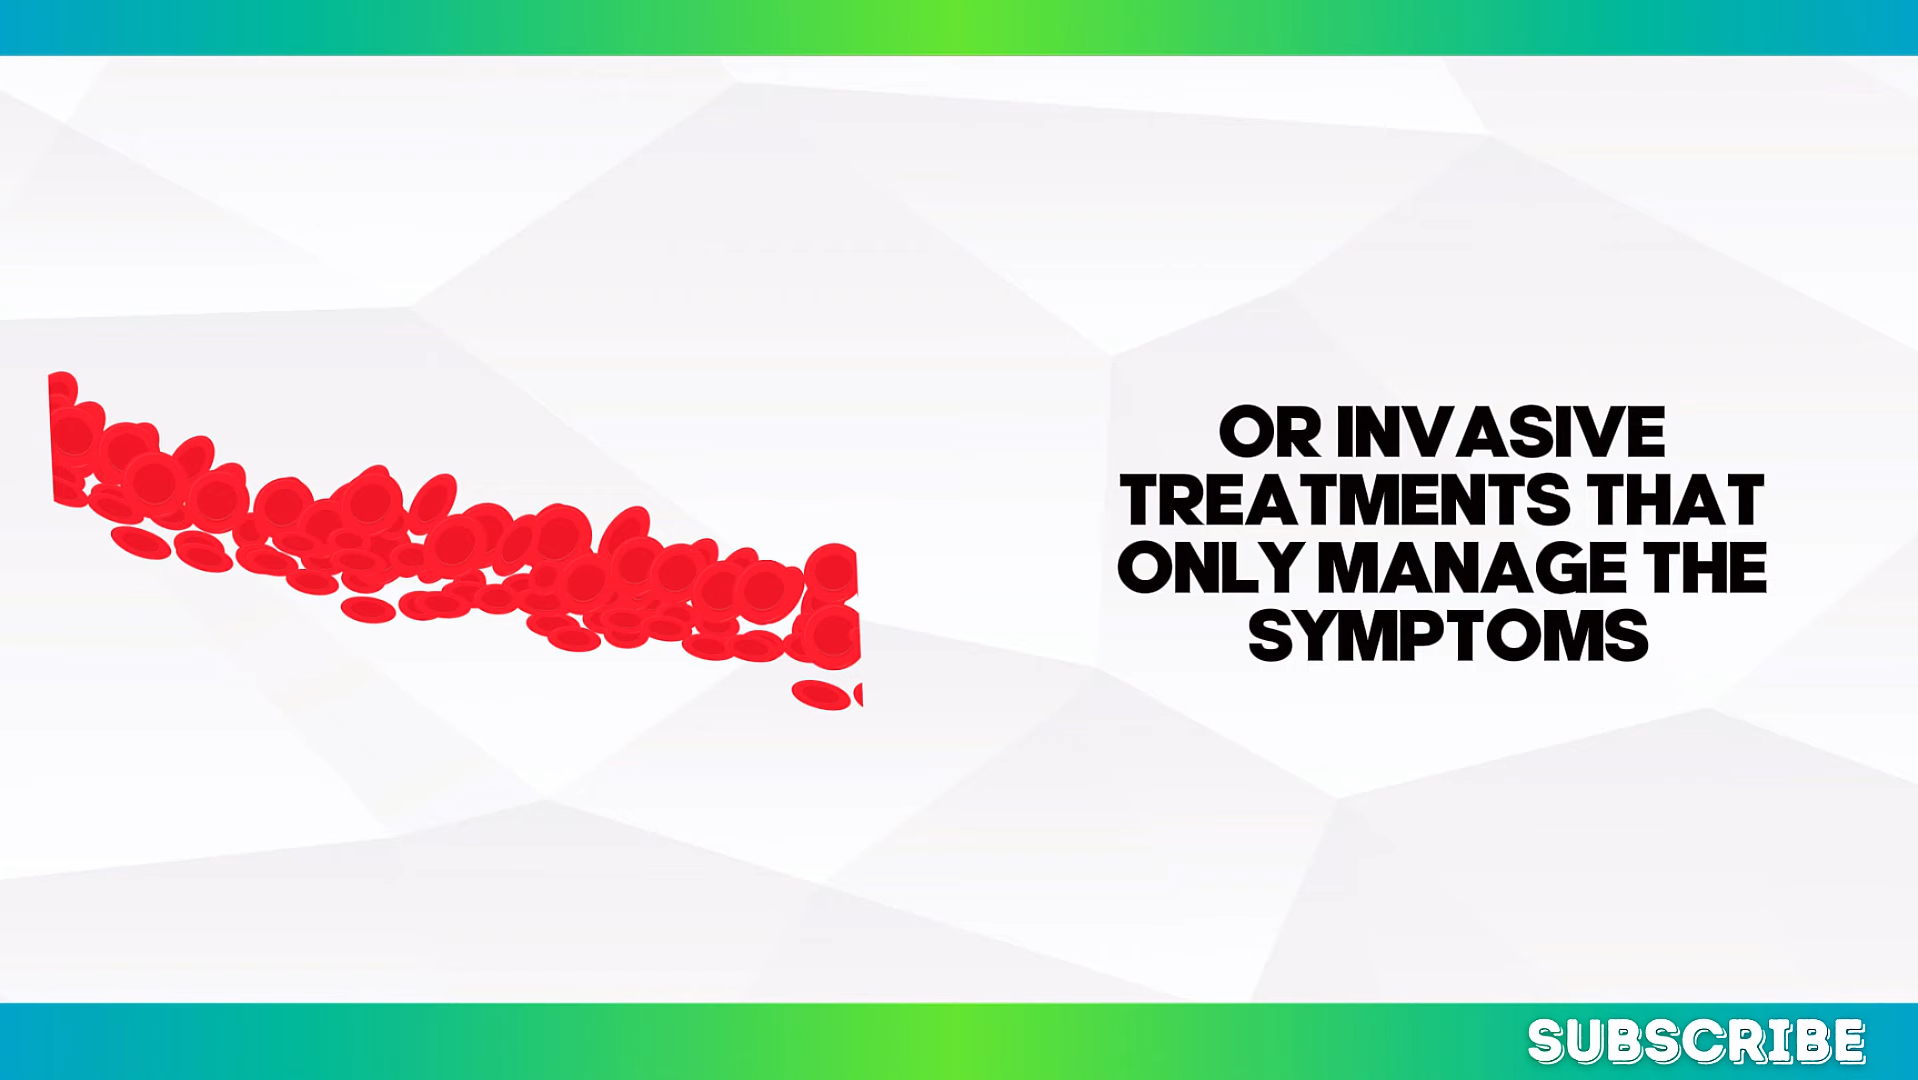 OR INVASIVE
TREATMENTS THAT
ONLY MANAGE THE
SYMPTOMS
SUBSCRIBE